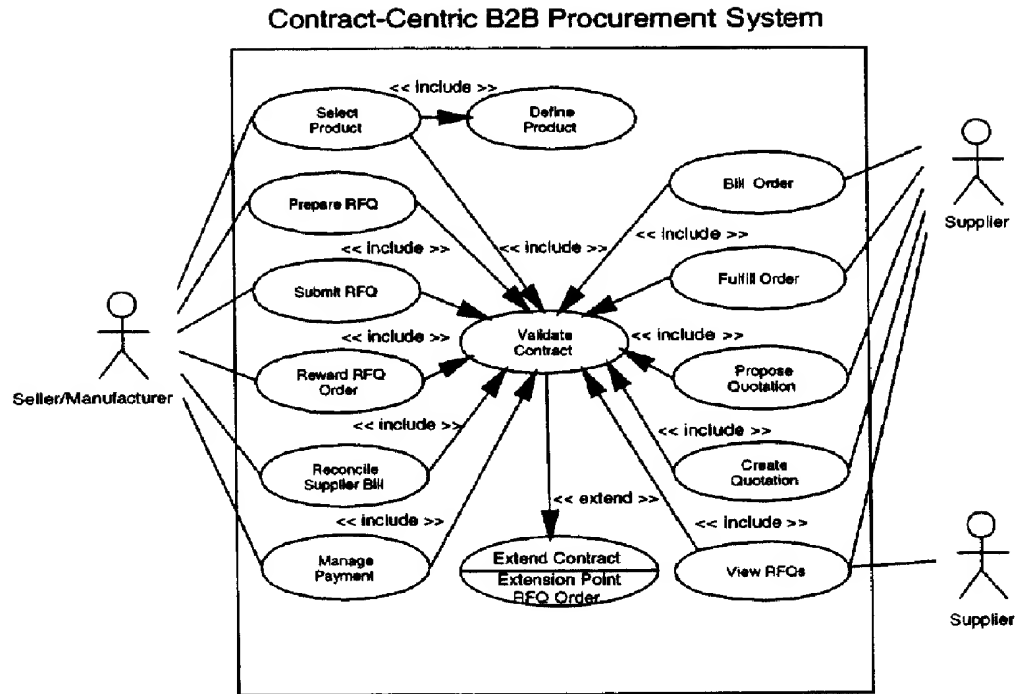 Contract-Centric B2B Procurement System
<< include >>
Select
Product
Define
Product
Bill Order
Supplier
Prepare RFQ
<< include >>
<< include >>
<< include >>
Submit RFQ
Fulfill Order
Validate
Contract
<< include >>
<< include >>
Seller/Manufacturer
Reward RFQ
Order
Propose
Quotation
<< include >>
<< include >>
Reconcile
Supplier Bill
Create
Quotation
<< extend >>
<< include >>
<< include >>
Manage
Payment
Extend Contract
Extension Point
RFQ Order
View RFQs
Supplier